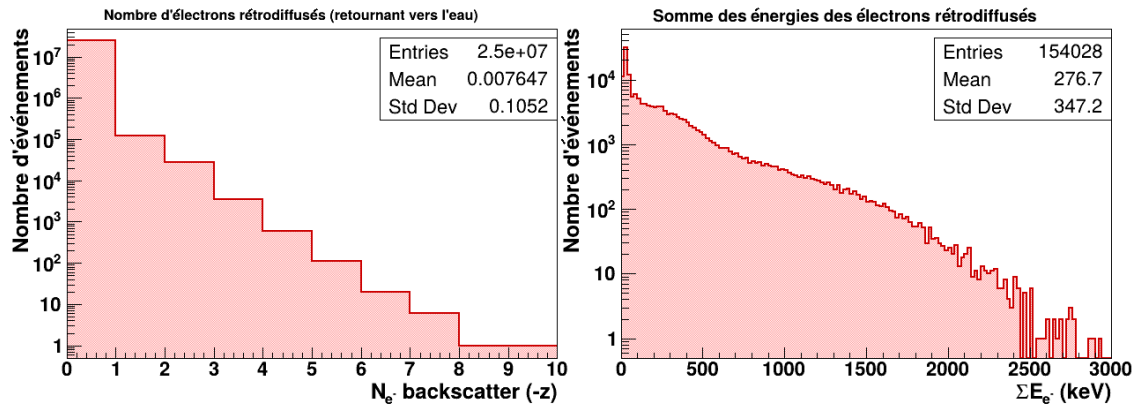 Nombre d'électrons rétrodiffusés (retournant vers l'eau)
Entries 2.5e+07
Mean 0.007647
Std Dev 0.1052
Nombre d'événements
10^7
10^6
10^5
10^4
10^3
10^2
10
1
0 1 2 3 4 5 6 7 8 9 10
N_e- backscatter (-z)
Somme des énergies des électrons rétrodiffusés
Entries 154028
Mean 276.7
Std Dev 347.2
Nombre d'événements
10^4
10^3
10^2
10
1
0 500 1000 1500 2000 2500 3000
ΣE_e- (keV)